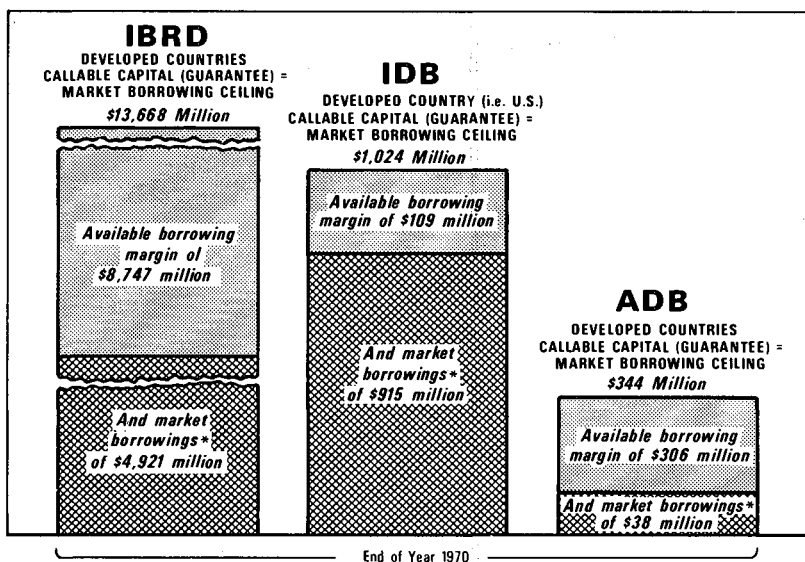 IBRD
DEVELOPED COUNTRIES
CALLABLE CAPITAL (GUARANTEE) =
MARKET BORROWING CEILING
$13,668 Million
Available borrowing
margin of
$8,747 million
And market
borrowings*
of $4,921 million
IDB
DEVELOPED COUNTRY (i.e. U.S.)
CALLABLE CAPITAL (GUARANTEE) =
MARKET BORROWING CEILING
$1,024 Million
Available borrowing
margin of $109 million
And market
borrowings*
of $915 million
ADB
DEVELOPED COUNTRIES
CALLABLE CAPITAL (GUARANTEE) =
MARKET BORROWING CEILING
$344 Million
Available borrowing
margin of $306 million
And market borrowings*
of $38 million
End of Year 1970